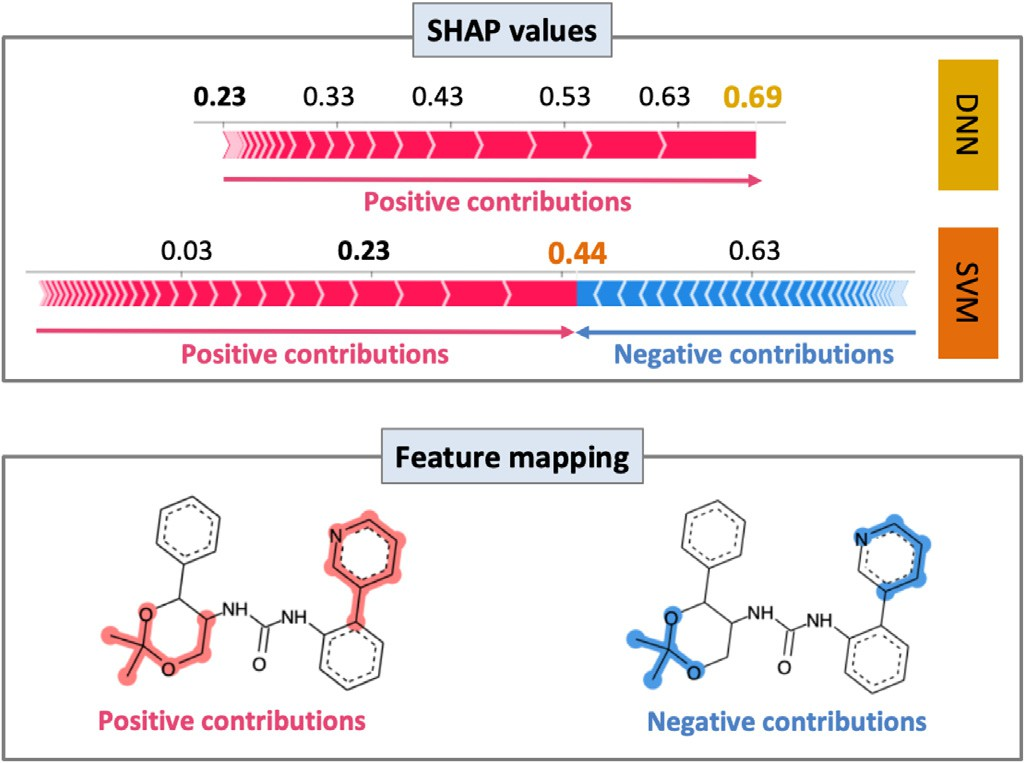 SHAP values
0.23 0.33 0.43 0.53 0.63 0.69
DNN
Positive contributions
0.03 0.23 0.44 0.63
SVM
Positive contributions Negative contributions
Feature mapping
N N
O NH NH O NH NH
O O O O
Positive contributions Negative contributions